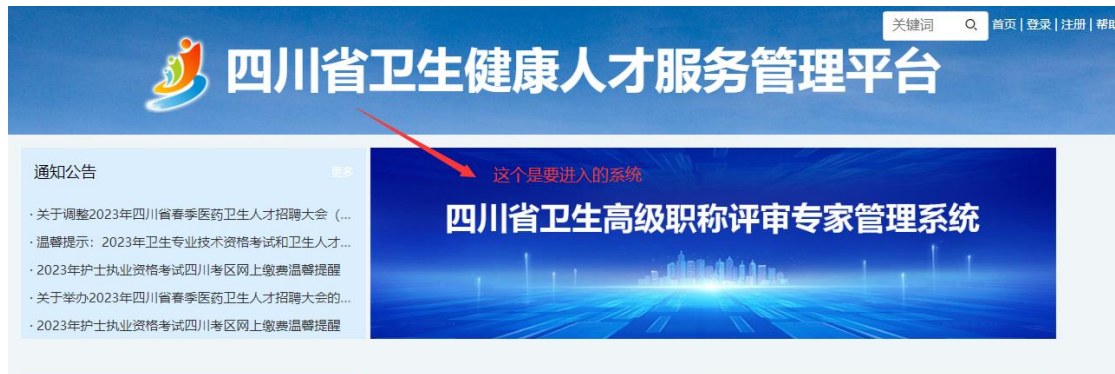 关键词
首页 | 登录 | 注册 | 帮助
四川省卫生健康人才服务管理平台
通知公告
更多
· 关于调整2023年四川省春季医药卫生人才招聘大会（...
· 温馨提示：2023年卫生专业技术资格考试和卫生人才...
· 2023年护士执业资格考试四川考区网上缴费温馨提醒
· 关于举办2023年四川省春季医药卫生人才招聘大会的...
· 2023年护士执业资格考试四川考区网上缴费温馨提醒
这个是要进入的系统
四川省卫生高级职称评审专家管理系统